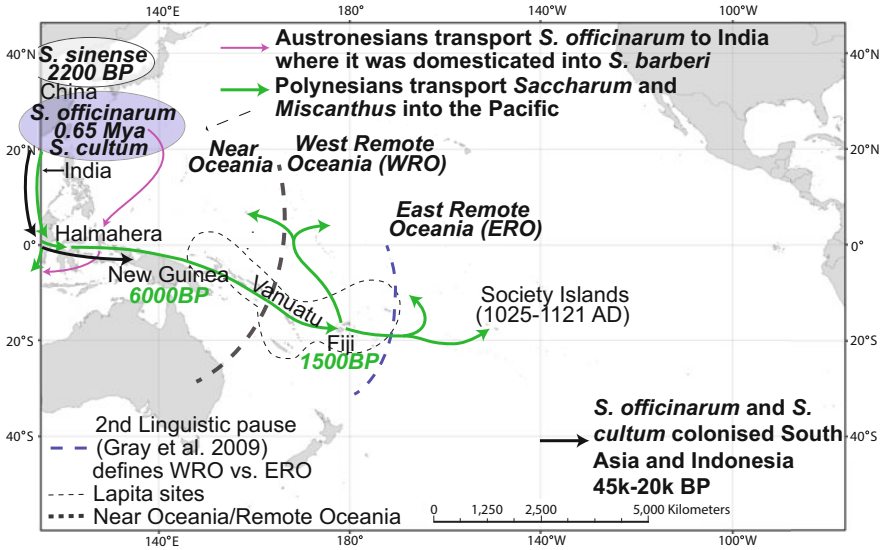 140°E
180°
140°W
100°W
40°N
40°N
S. sinense
2200 BP
China
S. officinarum
0.65 Mya
S. cultum
Austronesians transport S. officinarum to India
where it was domesticated into S. barberi
Polynesians transport Saccharum and
Miscanthus into the Pacific
20°N
20°N
India
Near
Oceania
West Remote
Oceania (WRO)
East Remote
Oceania (ERO)
Halmahera
0°
0°
New Guinea
6000BP
Vanuatu
Society Islands
(1025-1121 AD)
Fiji
1500BP
20°S
20°S
2nd Linguistic pause
(Gray et al. 2009)
defines WRO vs. ERO
Lapita sites
Near Oceania/Remote Oceania
S. officinarum and S.
cultum colonised South
Asia and Indonesia
45k-20k BP
40°S
40°S
0 1,250 2,500 5,000 Kilometers
140°E
180°
140°W
100°W